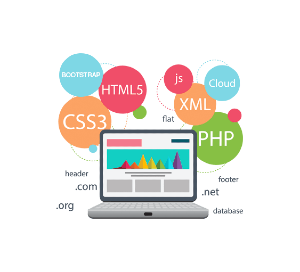 BOOTSTRAP
HTML5
CSS3
js
Cloud
XML
flat
PHP
header
.com
.org
footer
.net
database